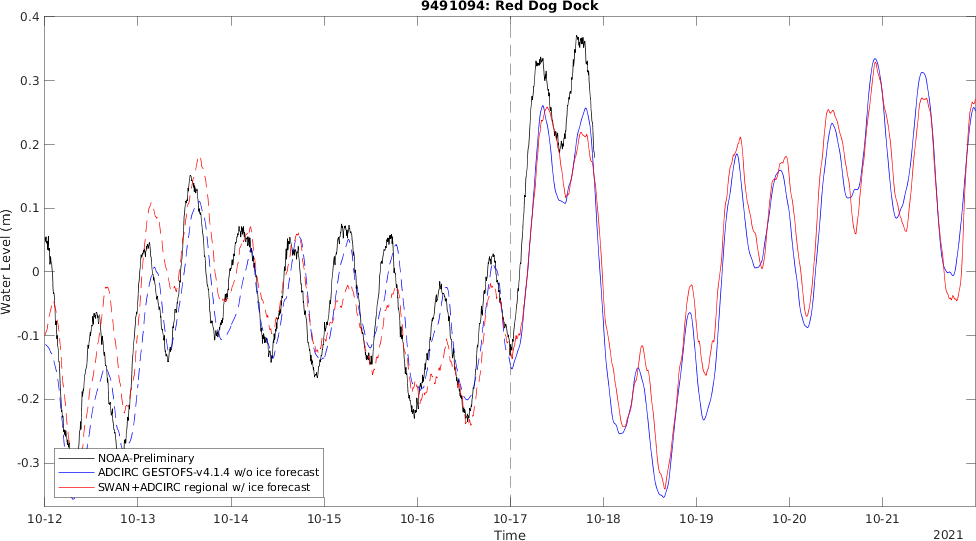 9491094: Red Dog Dock
0.4
0.3
0.2
0.1
0
-0.1
-0.2
-0.3
Water Level (m)
NOAA-Preliminary
ADCIRC GESTOFS-v4.1.4 w/o ice forecast
SWAN+ADCIRC regional w/ ice forecast
10-12 10-13 10-14 10-15 10-16 10-17 10-18 10-19 10-20 10-21
Time
2021